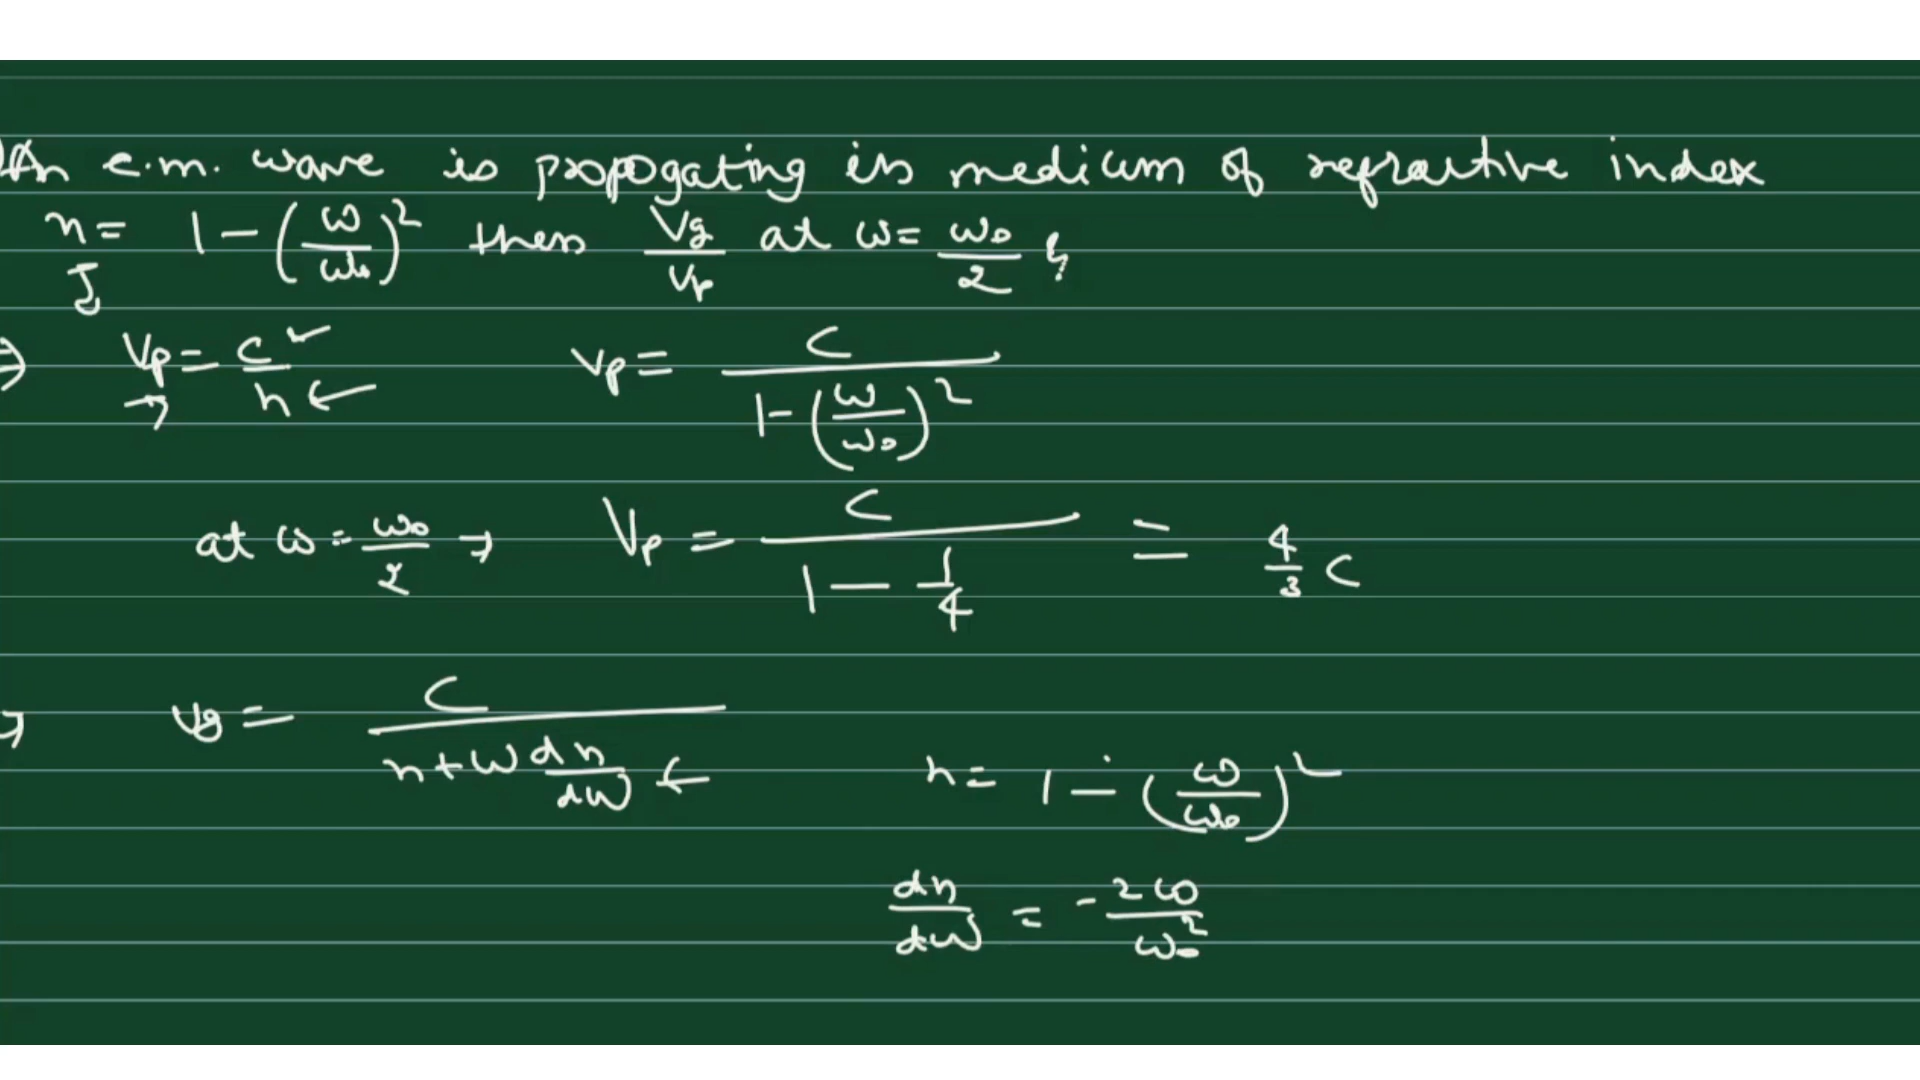 An e.m. wave is propogating in medium of refractive index
n = 1 - (ω/ω₀)² then Vg/Vp at ω = ω₀/2
⇒ Vp = c/n ← Vp = c/(1 - (ω/ω₀)²)
at ω = ω₀/2 → Vp = c/(1 - 1/4) = 4/3 c
→ Vg = c/(n + ω dn/dω) ← n = 1 - (ω/ω₀)²
dn/dω = - 2ω/ω₀²